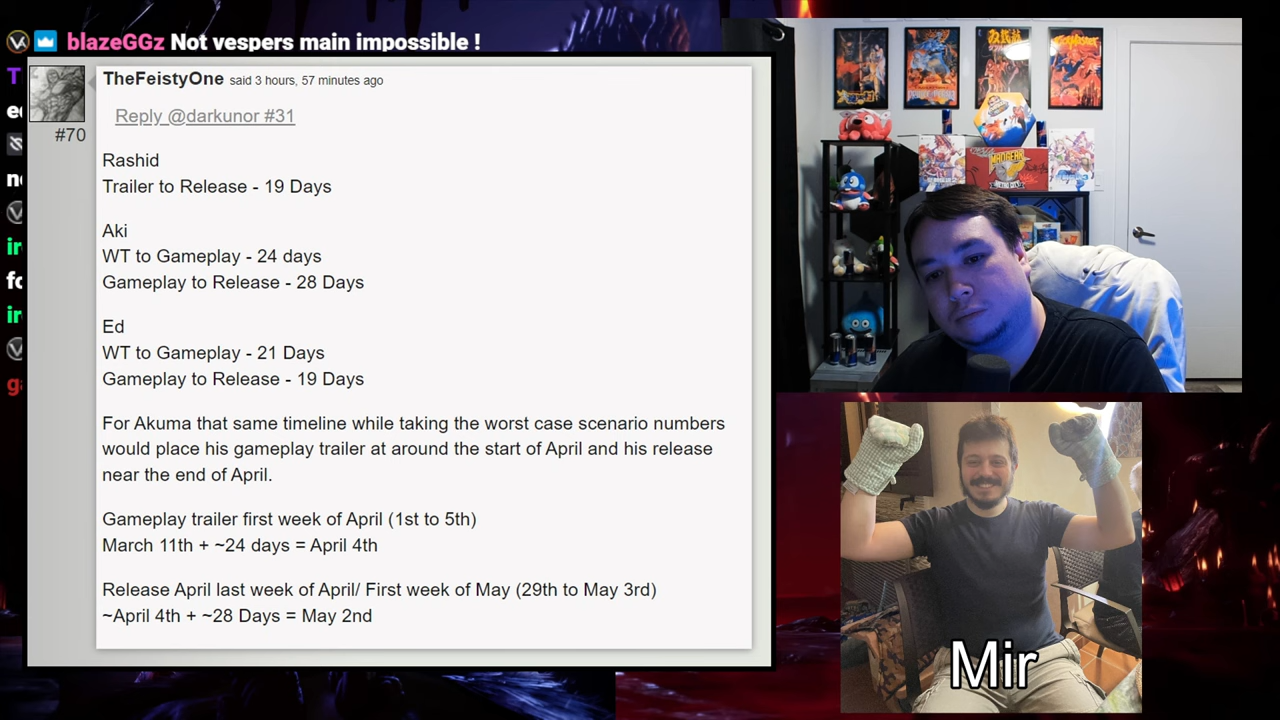 blazeGGz Not vespers main impossible !
TheFeistyOne said 3 hours, 57 minutes ago
#70
Reply @darkunor #31
Rashid
Trailer to Release - 19 Days
Aki
WT to Gameplay - 24 days
Gameplay to Release - 28 Days
Ed
WT to Gameplay - 21 Days
Gameplay to Release - 19 Days
For Akuma that same timeline while taking the worst case scenario numbers
would place his gameplay trailer at around the start of April and his release
near the end of April.
Gameplay trailer first week of April (1st to 5th)
March 11th + ~24 days = April 4th
Release April last week of April/ First week of May (29th to May 3rd)
~April 4th + ~28 Days = May 2nd
Mir